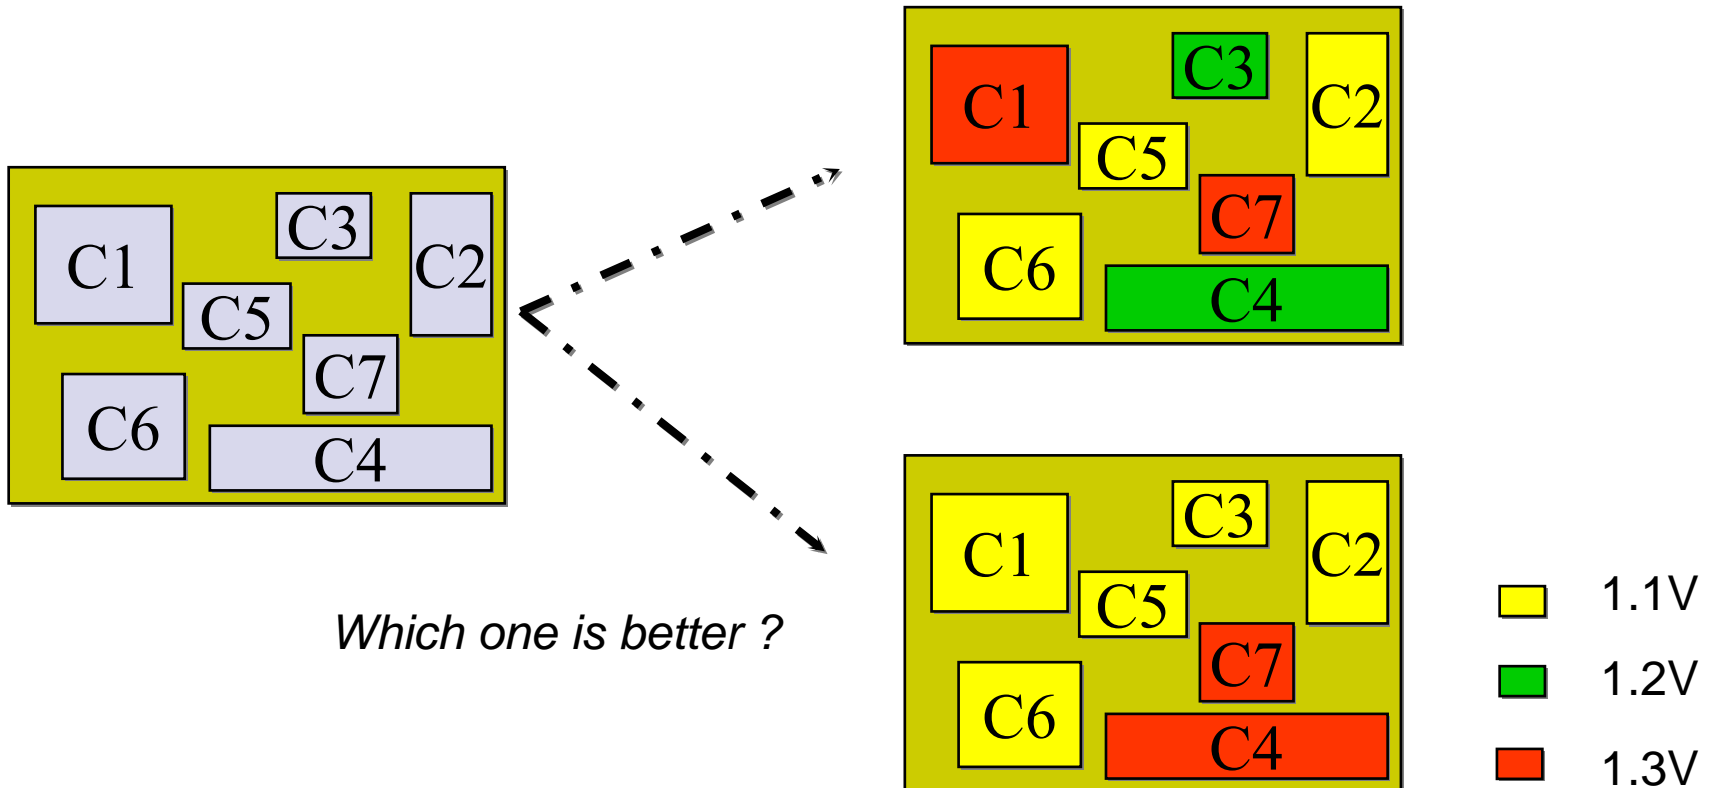 C1
C3
C2
C5
C7
C6
C4
C1
C3
C2
C5
C7
C6
C4
Which one is better ?
C1
C3
C2
C5
C7
C6
C4
1.1V
1.2V
1.3V